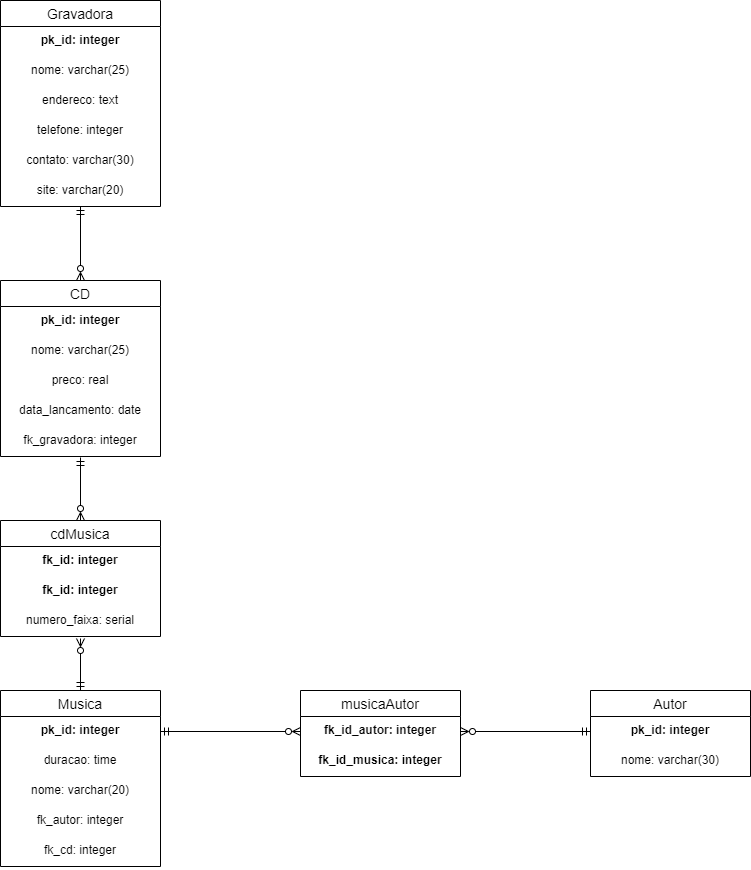 Gravadora
pk_id: integer
nome: varchar(25)
endereco: text
telefone: integer
contato: varchar(30)
site: varchar(20)
CD
pk_id: integer
nome: varchar(25)
preco: real
data_lancamento: date
fk_gravadora: integer
cdMusica
fk_id: integer
fk_id: integer
numero_faixa: serial
Musica
pk_id: integer
duracao: time
nome: varchar(20)
fk_autor: integer
fk_cd: integer
musicaAutor
fk_id_autor: integer
fk_id_musica: integer
Autor
pk_id: integer
nome: varchar(30)